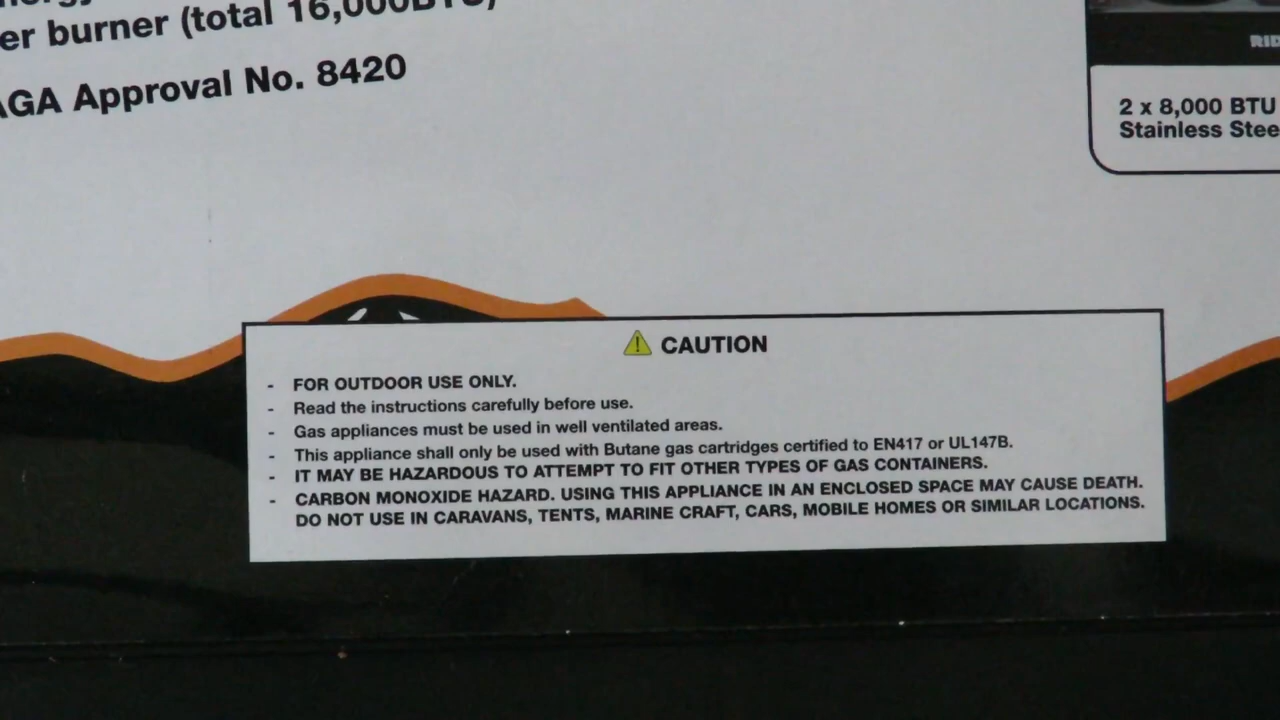 er burner (total 16,000BTU)
AGA Approval No. 8420
RID
2 x 8,000 BTU
Stainless Stee
CAUTION
- FOR OUTDOOR USE ONLY.
- Read the instructions carefully before use.
- Gas appliances must be used in well ventilated areas.
- This appliance shall only be used with Butane gas cartridges certified to EN417 or UL147B.
- IT MAY BE HAZARDOUS TO ATTEMPT TO FIT OTHER TYPES OF GAS CONTAINERS.
- CARBON MONOXIDE HAZARD. USING THIS APPLIANCE IN AN ENCLOSED SPACE MAY CAUSE DEATH.
DO NOT USE IN CARAVANS, TENTS, MARINE CRAFT, CARS, MOBILE HOMES OR SIMILAR LOCATIONS.